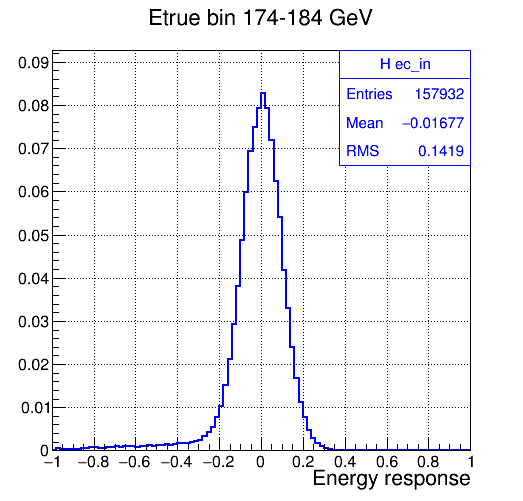 Etrue bin 174-184 GeV
H ec_in
Entries 157932
Mean −0.01677
RMS 0.1419
0.09
0.08
0.07
0.06
0.05
0.04
0.03
0.02
0.01
0
−1 −0.8 −0.6 −0.4 −0.2 0 0.2 0.4 0.6 0.8 1
Energy response